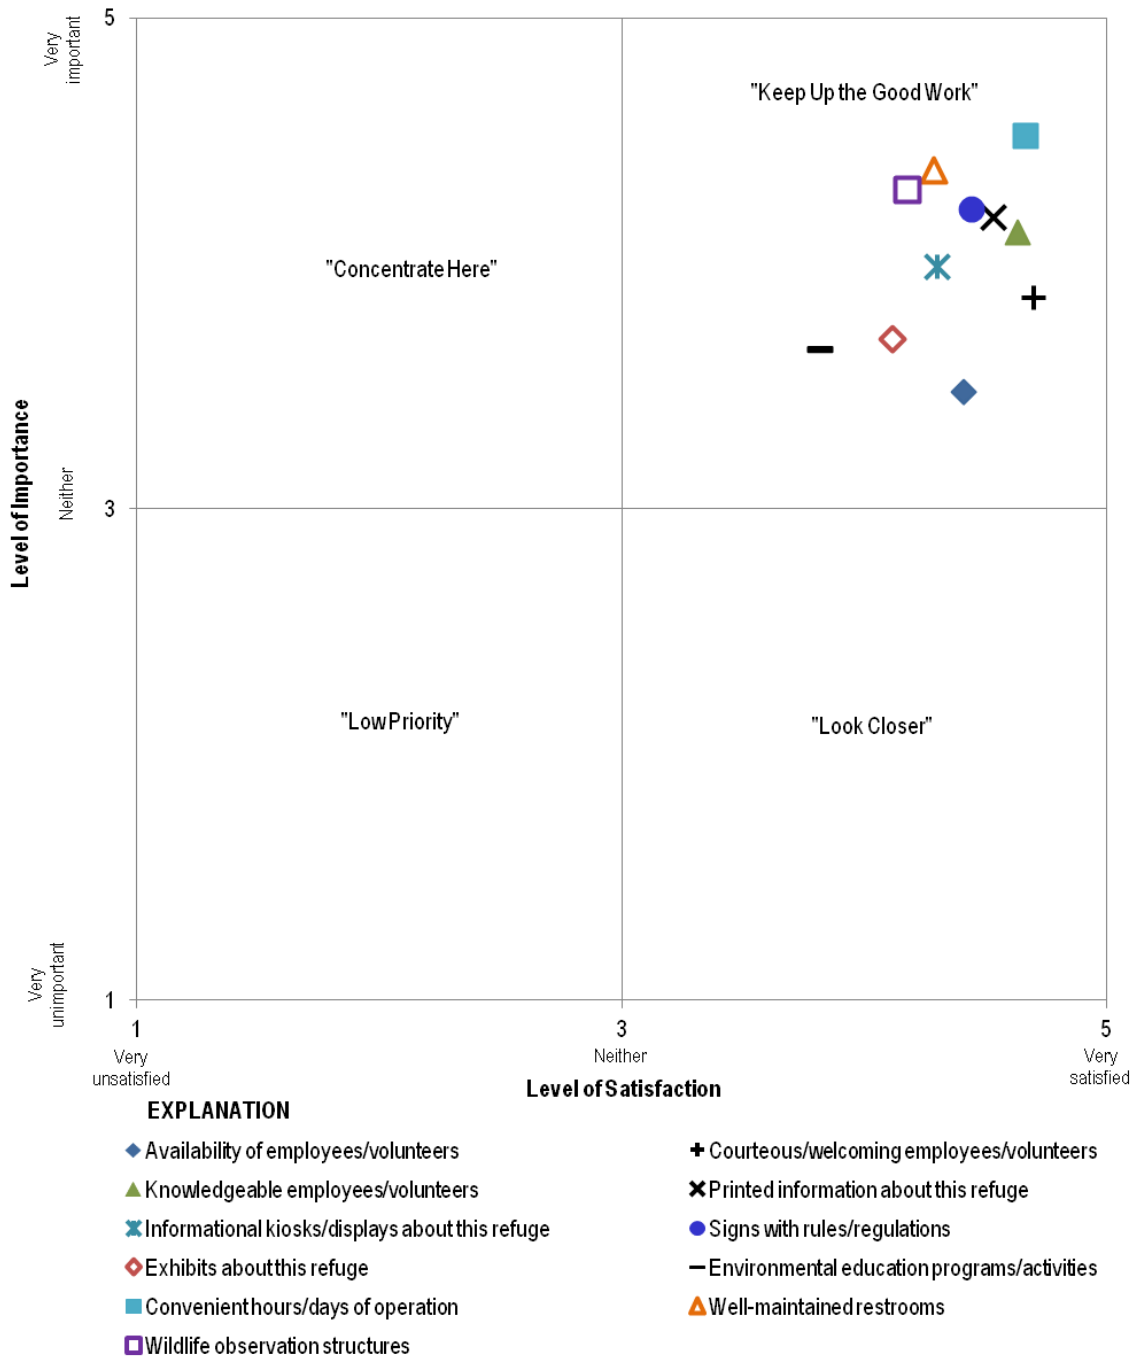 5
Very
important
"Keep Up the Good Work"
"Concentrate Here"
Level of Importance
Neither
3
"Low Priority"
"Look Closer"
Very
unimportant
1
1
3
5
Very
unsatisfied
Neither
Very
satisfied
Level of Satisfaction
EXPLANATION
Availability of employees/volunteers
Courteous/welcoming employees/volunteers
Knowledgeable employees/volunteers
Printed information about this refuge
Informational kiosks/displays about this refuge
Signs with rules/regulations
Exhibits about this refuge
Environmental education programs/activities
Convenient hours/days of operation
Well-maintained restrooms
Wildlife observation structures